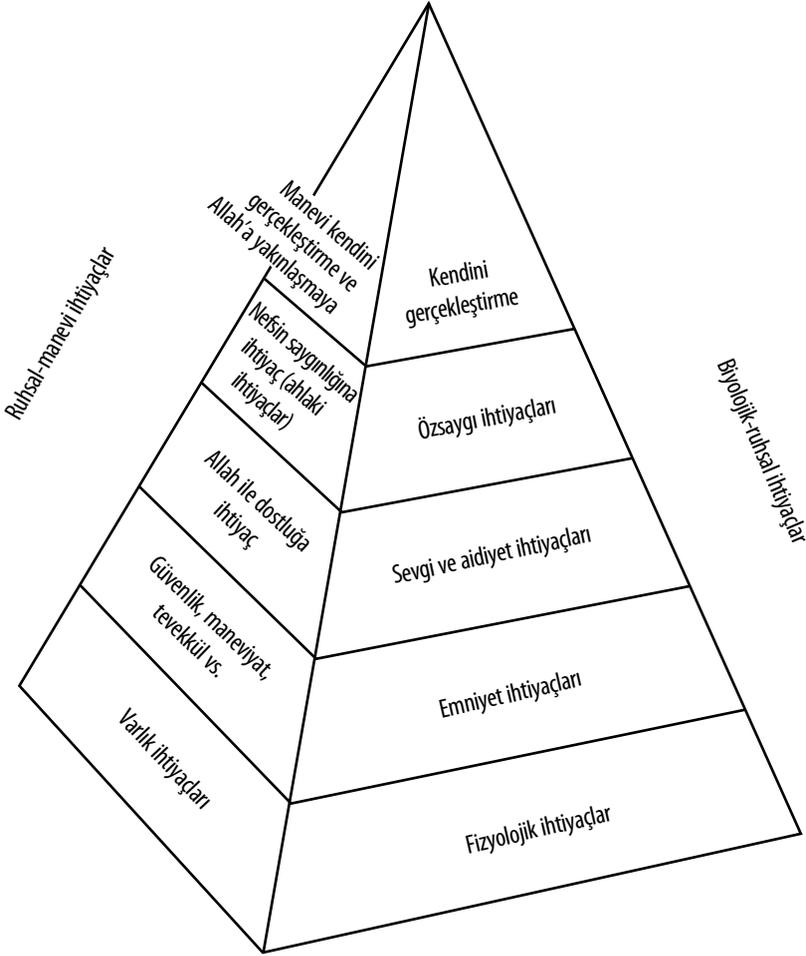 Ruhsal-manevi ihtiyaçlar
Manevi kendini
gerçekleştirme ve
Allah'a yakınlaşmaya
Nefsin saygınlığına
ihtiyaç (ahlaki
ihtiyaçlar)
Allah ile dostluğa
ihtiyaç
Güvenlik, maneviyat,
tevekkül vs.
Varlık ihtiyaçları
Kendini
gerçekleştirme
Özsaygı ihtiyaçları
Sevgi ve aidiyet ihtiyaçları
Emniyet ihtiyaçları
Fizyolojik ihtiyaçlar
Biyolojik-ruhsal ihtiyaçlar